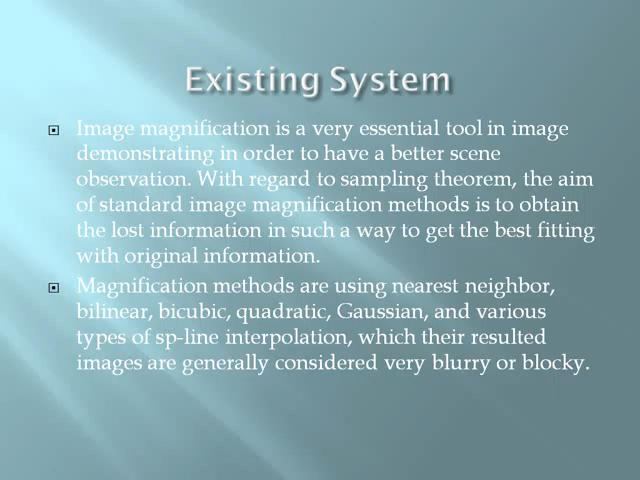 Existing System
Image magnification is a very essential tool in image
demonstrating in order to have a better scene
observation. With regard to sampling theorem, the aim
of standard image magnification methods is to obtain
the lost information in such a way to get the best fitting
with original information.
Magnification methods are using nearest neighbor,
bilinear, bicubic, quadratic, Gaussian, and various
types of sp-line interpolation, which their resulted
images are generally considered very blurry or blocky.